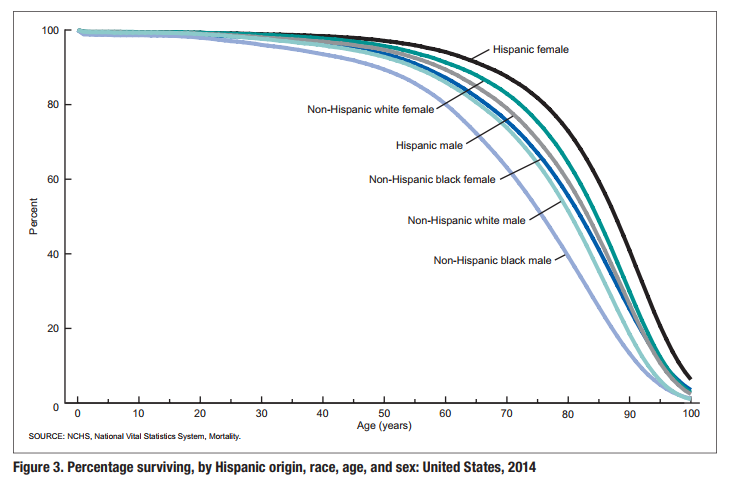 100
80
60
40
20
0
Percent
Hispanic female
Non-Hispanic white female
Hispanic male
Non-Hispanic black female
Non-Hispanic white male
Non-Hispanic black male
0 10 20 30 40 50 60 70 80 90 100
Age (years)
SOURCE: NCHS, National Vital Statistics System, Mortality.
Figure 3. Percentage surviving, by Hispanic origin, race, age, and sex: United States, 2014